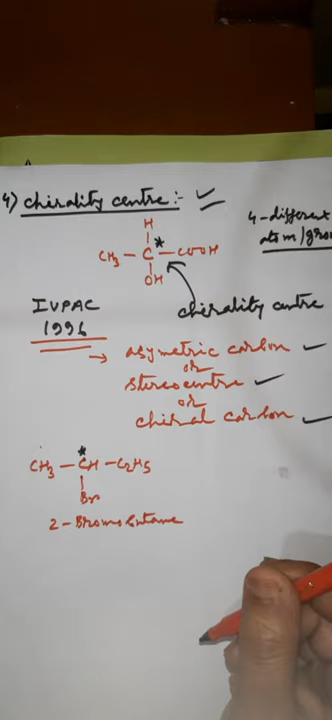 4) chirality centre :-
4-different
atom/grou
H
CH3 - C* - COOH
OH
chirality centre
IUPAC
1996
asymetric carbon
or
stereocentre
or
chiral carbon
*
CH3 - CH - C2H5
Br
2-Bromobutane